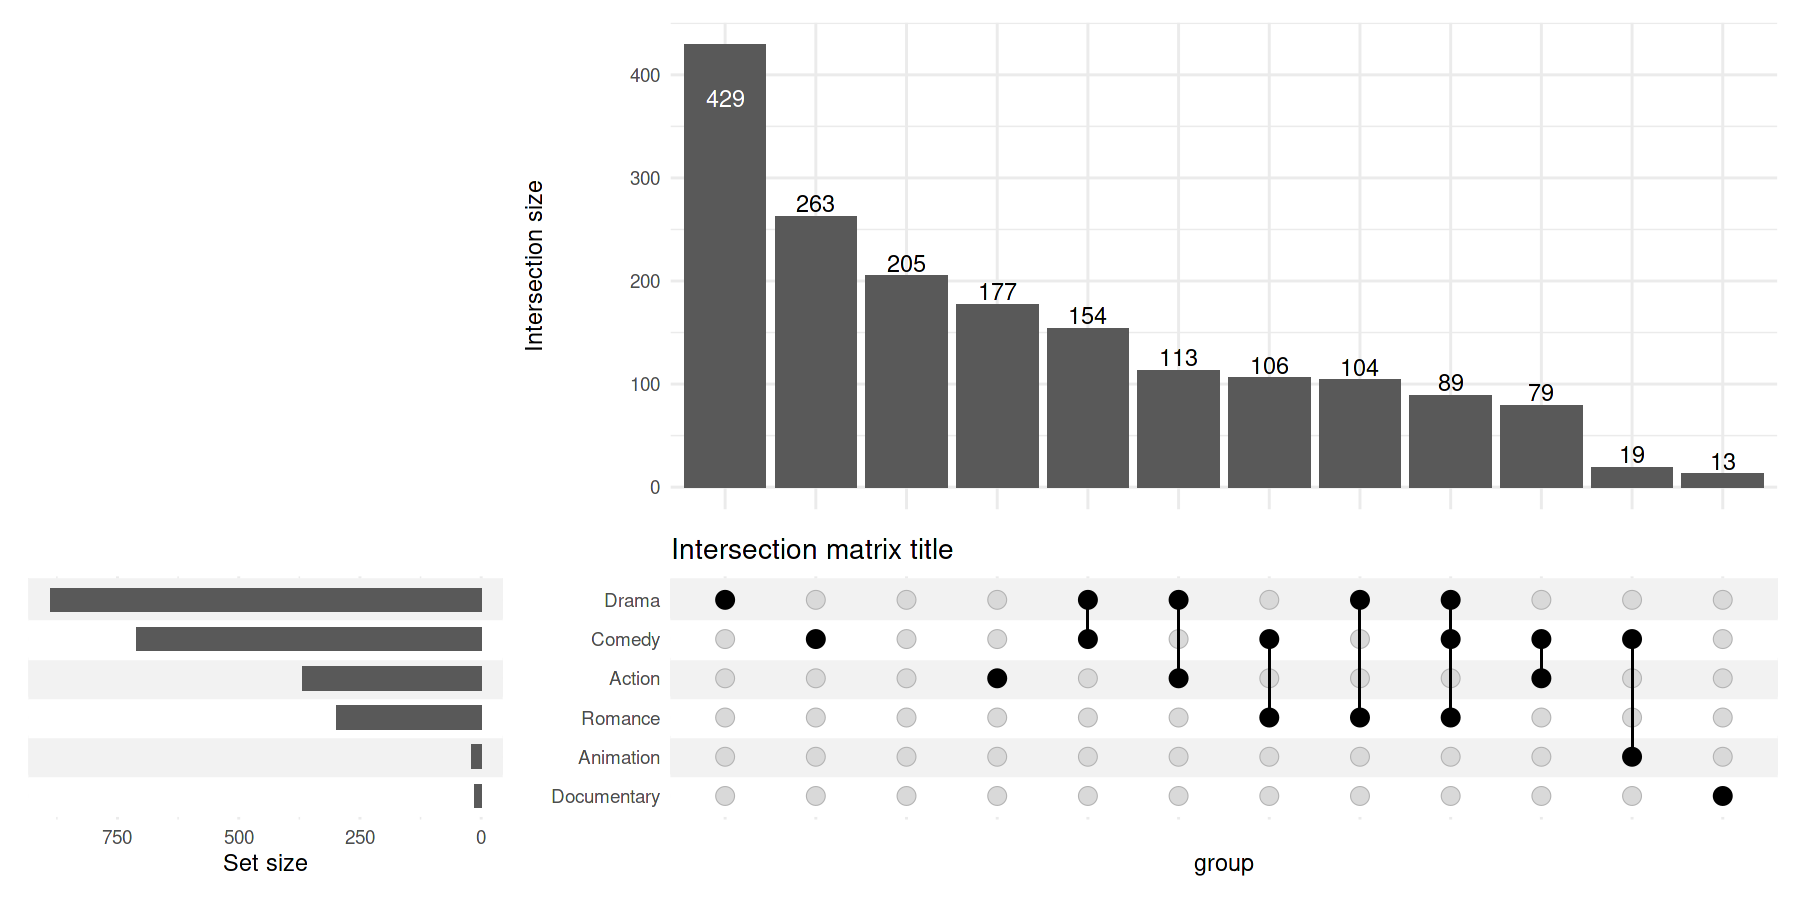 Intersection size
400
300
200
100
0
429
263
205
177
154
113
106
104
89
79
19
13
Intersection matrix title
Drama
Comedy
Action
Romance
Animation
Documentary
750 500 250 0
Set size
group